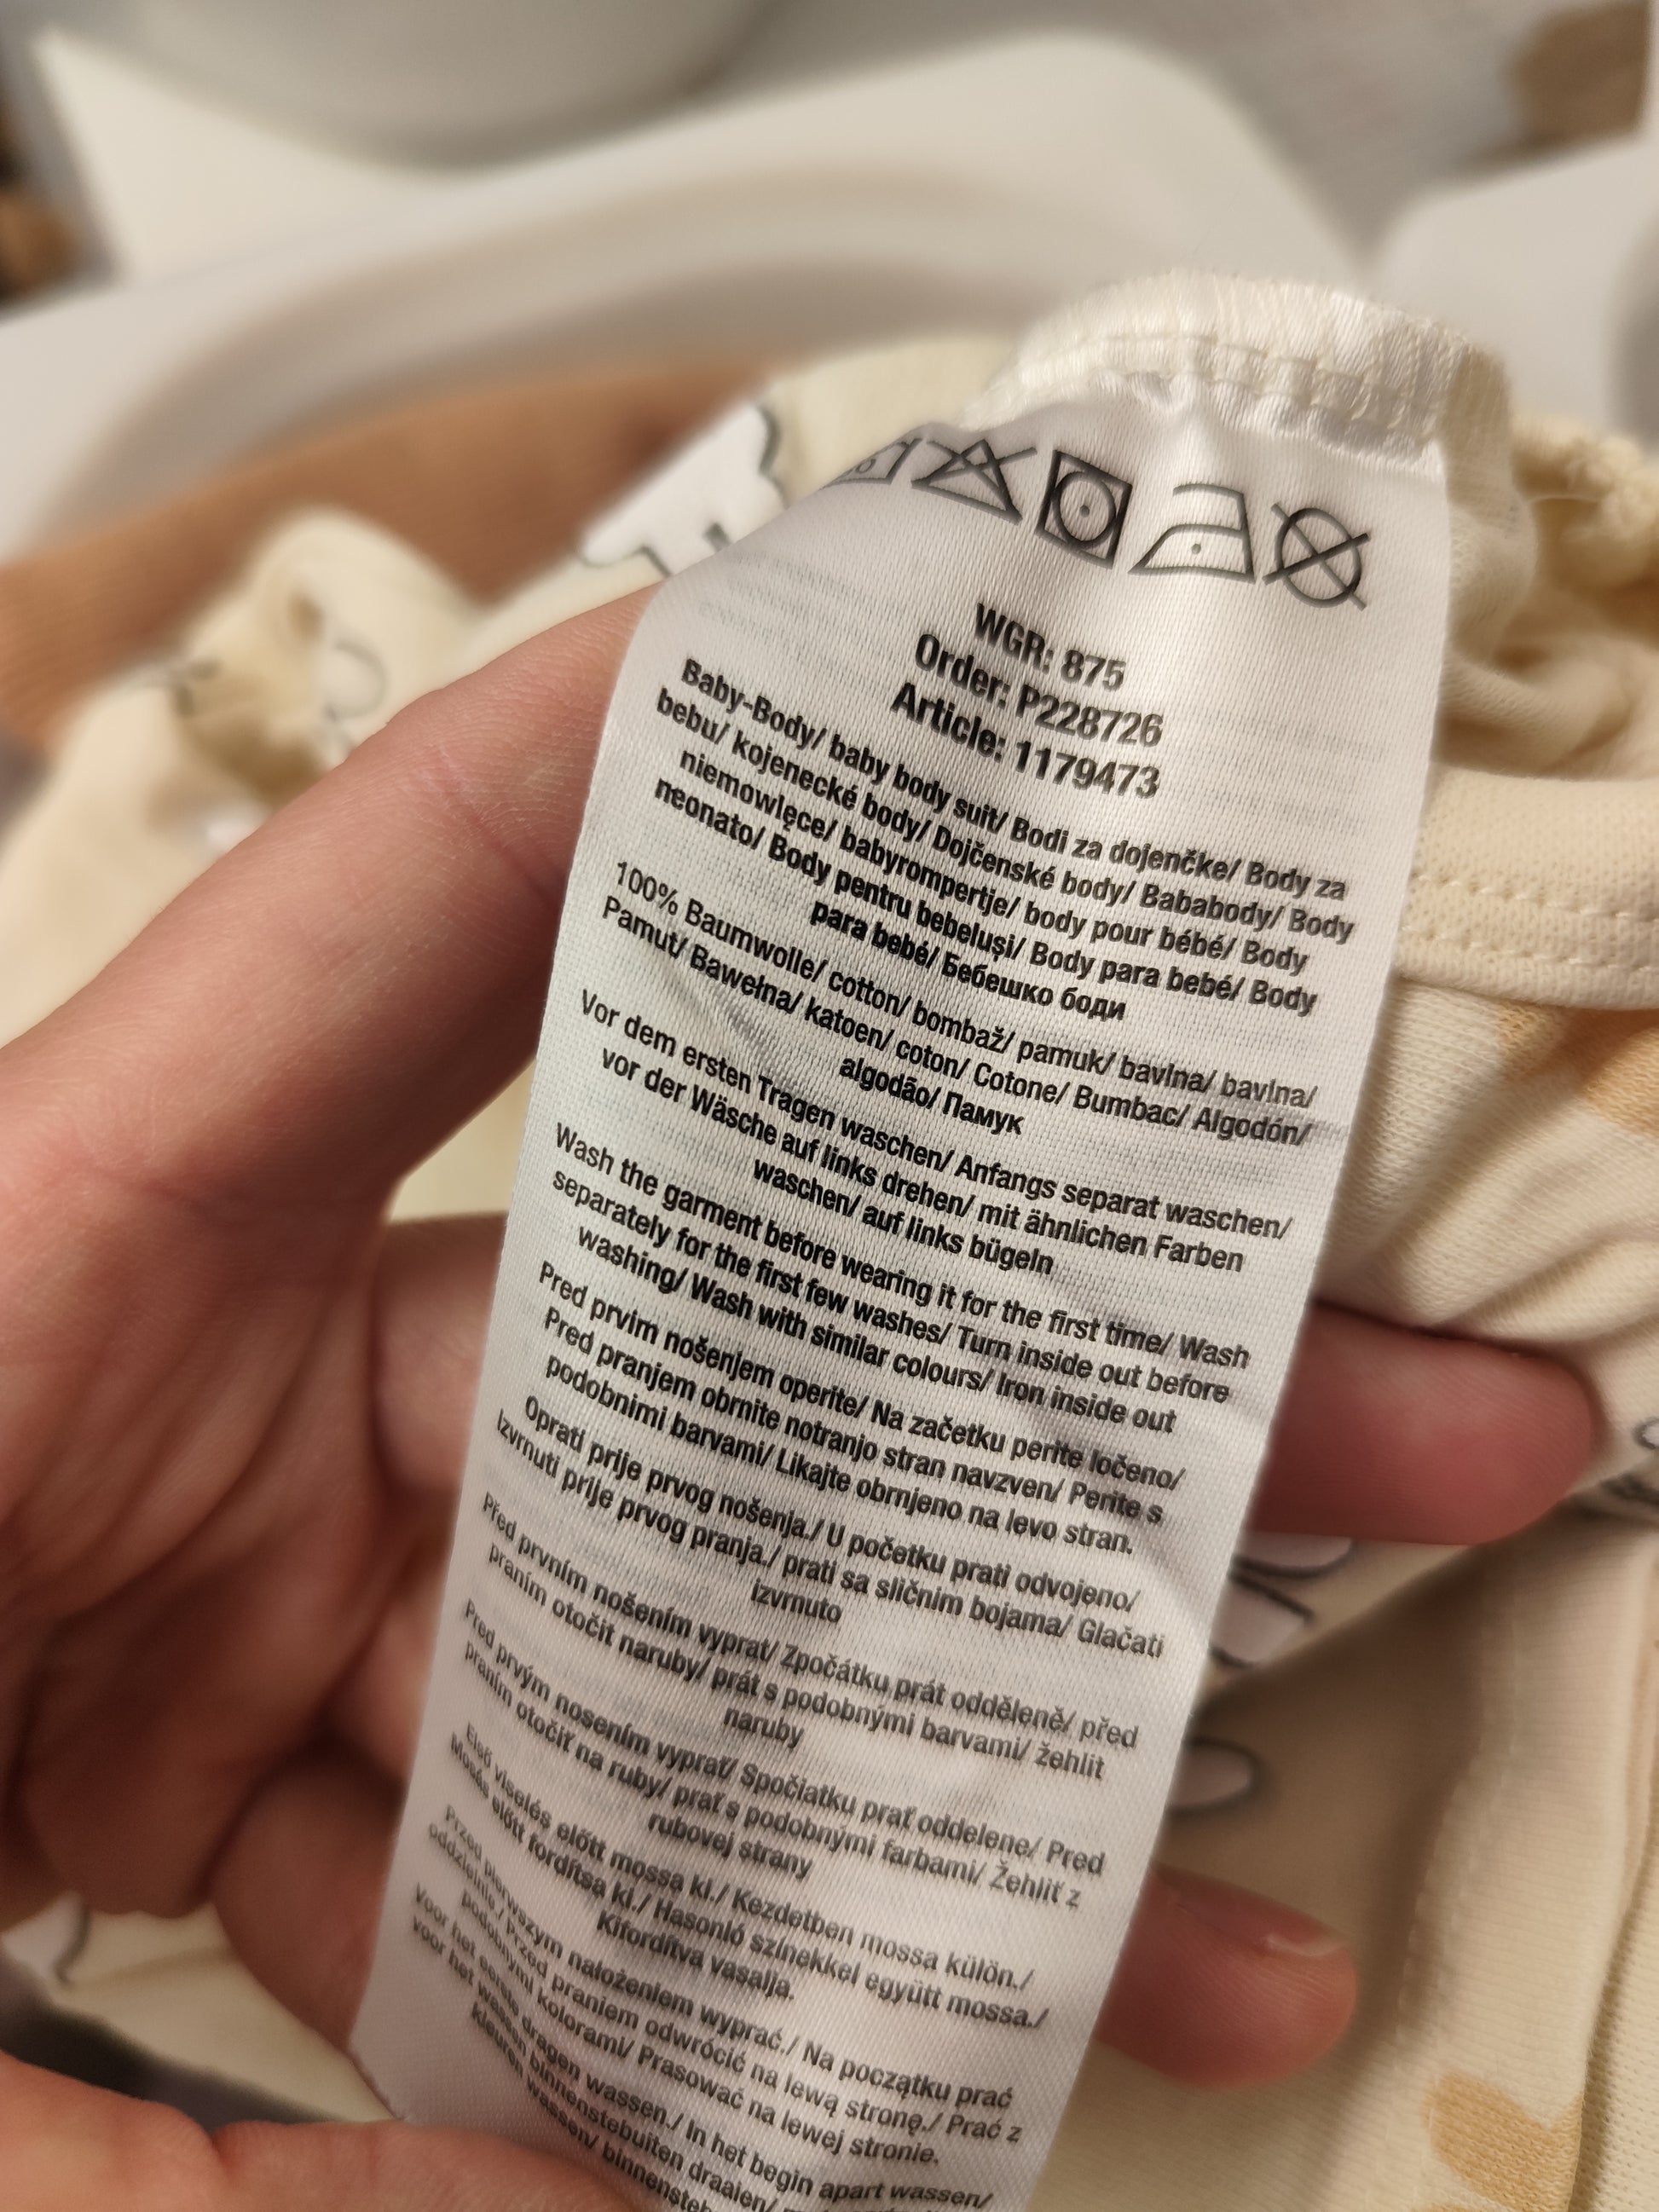 WGR: 875
Order: P228726
Article: 1179473
Baby-Body/ baby body suit/ Bodi za dojenčke/ Body za
bebu/ kojenecké body/ Dojčenské body/ Bababody/ Body
niemowlęce/ babyrompertje/ body pour bébé/ Body
neonato/ Body pentru bebeluși/ Body para bebé/ Body
para bebé/ Бебешко боди
100% Baumwolle/ cotton/ bombaž/ pamuk/ bavlna/ bavlna/
Pamut/ Bawełna/ katoen/ coton/ Cotone/ Bumbac/ Algodón/
algodão/ Памук
Vor dem ersten Tragen waschen/ Anfangs separat waschen/
vor der Wäsche auf links drehen/ mit ähnlichen Farben
waschen/ auf links bügeln
Wash the garment before wearing it for the first time/ Wash
separately for the first few washes/ Turn inside out before
washing/ Wash with similar colours/ Iron inside out
Pred prvim nošenjem operite/ Na začetku perite ločeno/
Pred pranjem obrnite notranjo stran navzven/ Perite s
podobnimi barvami/ Likajte obrnjeno na levo stran.
Oprati prije prvog nošenja./ U početku prati odvojeno/
Izvrnuti prije prvog pranja./ prati sa sličnim bojama/ Glačati
izvrnuto
Před prvním nošením vyprat/ Zpočátku prát odděleně/ před
praním otočit naruby/ prát s podobnými barvami/ žehlit
naruby
Pred prvým nosením vyprať/ Spočiatku prať oddelene/ Pred
praním otočiť na ruby/ prať s podobnými farbami/ Žehliť z
rubovej strany
Első viselés előtt mossa ki./ Kezdetben mossa külön./
Mosás előtt fordítsa ki./ Hasonló színekkel együtt mossa./
Kifordítva vasalja.
Przed pierwszym nałożeniem wyprać./ Na początku prać
oddzielnie./ Przed praniem odwrócić na lewą stronę./ Prać z
podobnymi kolorami/ Prasować na lewej stronie.
Voor het eerste dragen wassen./ In het begin apart wassen/
voor het wassen binnenstebuiten draaien/
kleuren wassen/